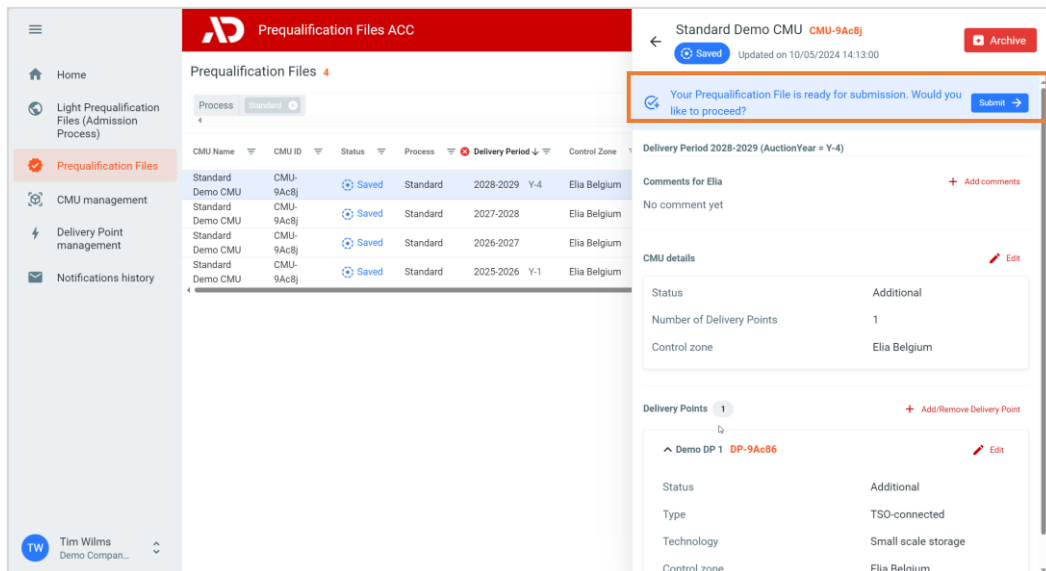 Prequalification Files ACC
Home
Light Prequalification
Files (Admission
Process)
Prequalification Files
CMU management
Delivery Point
management
Notifications history
TW
Tim Wilms
Demo Compan...
Prequalification Files 4
Process Standard
CMU Name CMU ID Status Process Delivery Period Control Zone
Standard Demo CMU CMU-9Ac8j Saved Standard 2028-2029 Y-4 Elia Belgium
Standard Demo CMU CMU-9Ac8j Saved Standard 2027-2028 Elia Belgium
Standard Demo CMU CMU-9Ac8j Saved Standard 2026-2027 Elia Belgium
Standard Demo CMU CMU-9Ac8j Saved Standard 2025-2026 Y-1 Elia Belgium
Standard Demo CMU CMU-9Ac8j
Saved Updated on 10/05/2024 14:13:00
Archive
Your Prequalification File is ready for submission. Would you
like to proceed?
Submit
Delivery Period 2028-2029 (AuctionYear = Y-4)
Comments for Elia
Add comments
No comment yet
CMU details
Edit
Status Additional
Number of Delivery Points 1
Control zone Elia Belgium
Delivery Points 1
Add/Remove Delivery Point
Demo DP 1 DP-9Ac86
Edit
Status Additional
Type TSO-connected
Technology Small scale storage
Control zone Elia Belgium